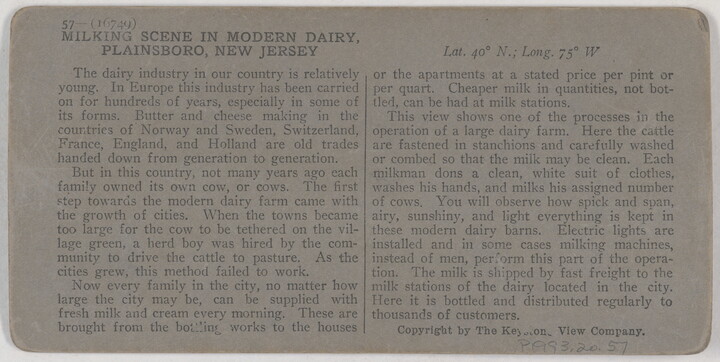 57—(16749)
MILKING SCENE IN MODERN DAIRY,
PLAINSBORO, NEW JERSEY
Lat. 40° N.; Long. 75° W
The dairy industry in our country is relatively
young. In Europe this industry has been carried
on for hundreds of years, especially in some of
its forms. Butter and cheese making in the
countries of Norway and Sweden, Switzerland,
France, England, and Holland are old trades
handed down from generation to generation.
But in this country, not many years ago each
family owned its own cow, or cows. The first
step towards the modern dairy farm came with
the growth of cities. When the towns became
too large for the cow to be tethered on the vil-
lage green, a herd boy was hired by the com-
munity to drive the cattle to pasture. As the
cities grew, this method failed to work.
Now every family in the city, no matter how
large the city may be, can be supplied with
fresh milk and cream every morning. These are
brought from the bottling works to the houses
or the apartments at a stated price per pint or
per quart. Cheaper milk in quantities, not bot-
tled, can be had at milk stations.
This view shows one of the processes in the
operation of a large dairy farm. Here the cattle
are fastened in stanchions and carefully washed
or combed so that the milk may be clean. Each
milkman dons a clean, white suit of clothes,
washes his hands, and milks his assigned number
of cows. You will observe how spick and span,
airy, sunshiny, and light everything is kept in
these modern dairy barns. Electric lights are
installed and in some cases milking machines,
instead of men, perform this part of the opera-
tion. The milk is shipped by fast freight to the
milk stations of the dairy located in the city.
Here it is bottled and distributed regularly to
thousands of customers.
Copyright by The Keystone View Company.
PA93.20.57